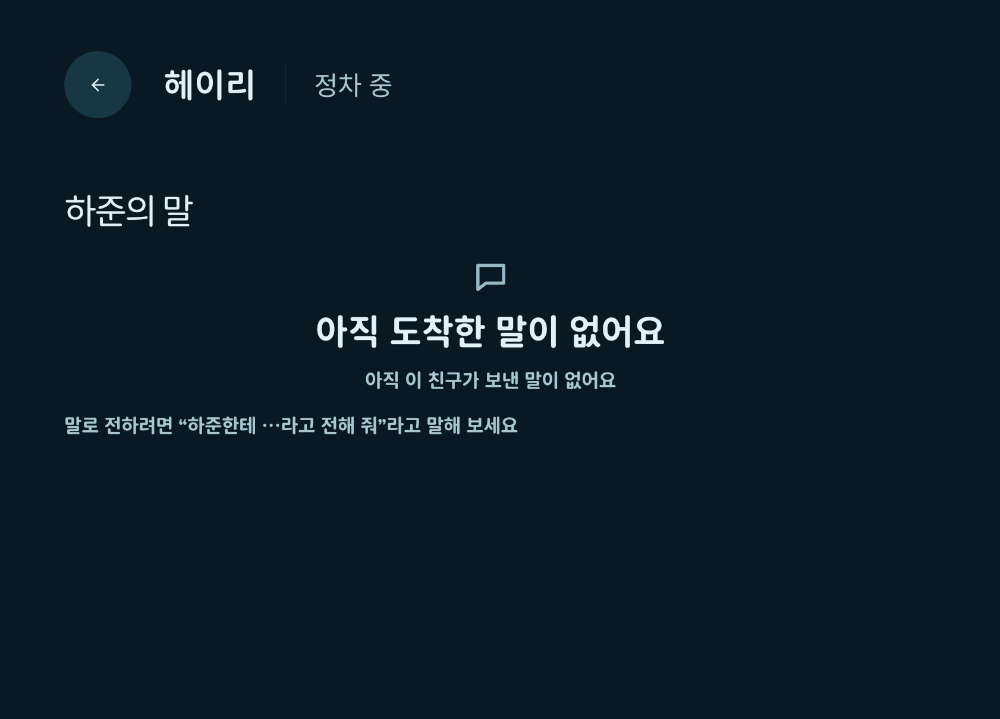 헤이리 정차 중
하준의 말
아직 도착한 말이 없어요
아직 이 친구가 보낸 말이 없어요
말로 전하려면 “하준한테 …라고 전해 줘”라고 말해 보세요